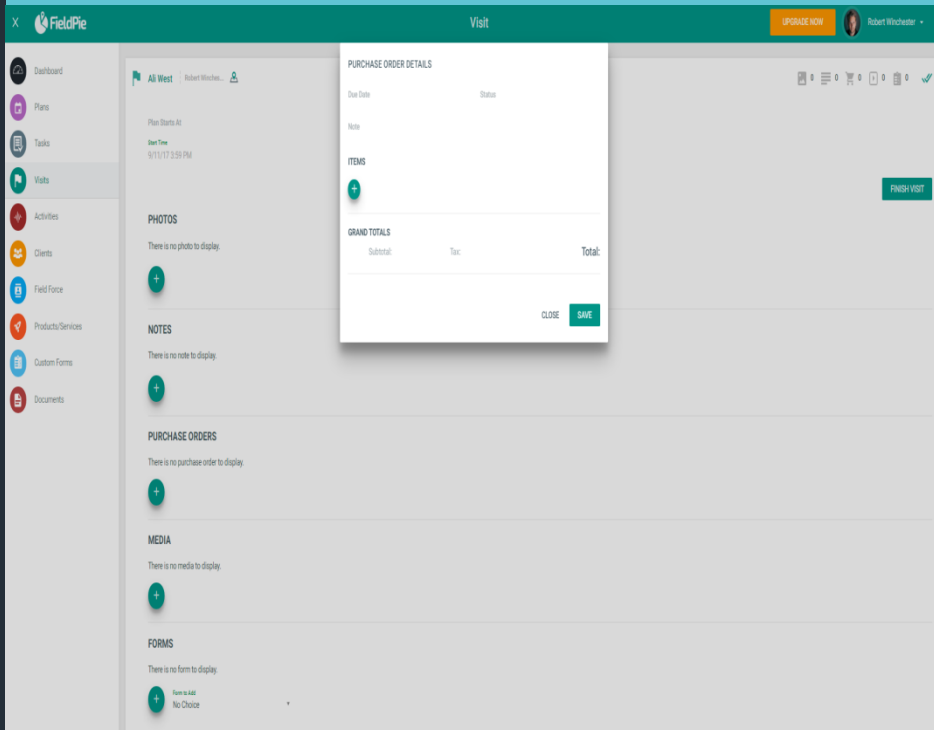 X FieldPie Visit UPGRADE NOW Robert Winchester
Dashboard
Plans
Tasks
Visits
Activities
Clients
Field Force
Products/Services
Custom Forms
Documents
Ali West Robert Winches... 0 0 0 0 0
Plan Starts At
Start Time
9/11/17 3:59 PM
FINISH VISIT
PHOTOS
There is no photo to display.
+
NOTES
There is no note to display.
+
PURCHASE ORDERS
There is no purchase order to display.
+
MEDIA
There is no media to display.
+
FORMS
There is no form to display.
+ Form to Add
No Choice
PURCHASE ORDER DETAILS
Due Date Status
Note
ITEMS
+
GRAND TOTALS
Subtotal: Tax: Total:
CLOSE SAVE